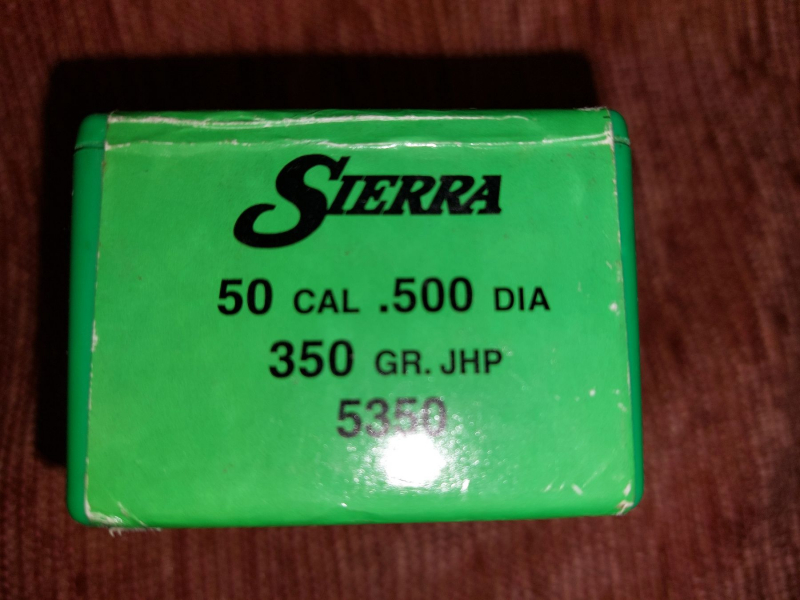 SIERRA
50 CAL .500 DIA
350 GR. JHP
5350